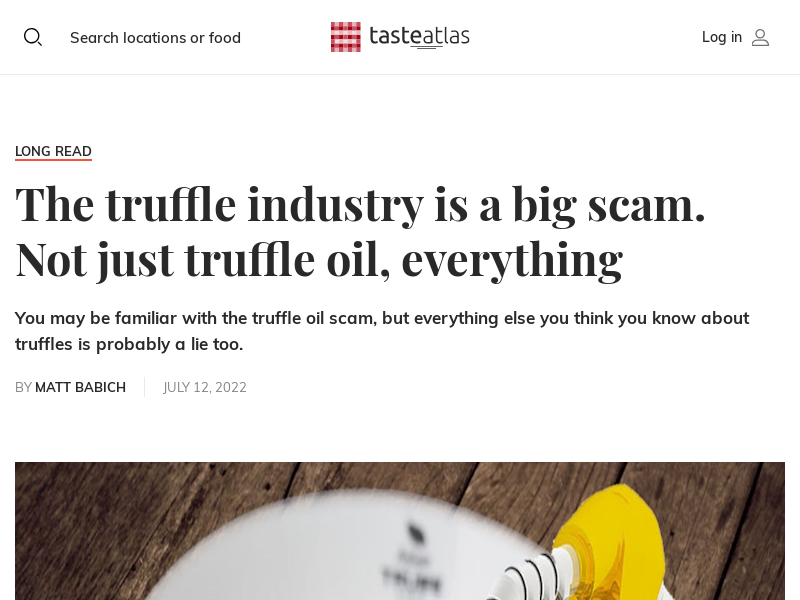 Search locations or food
tasteatlas
Log in
LONG READ
The truffle industry is a big scam.
Not just truffle oil, everything
You may be familiar with the truffle oil scam, but everything else you think you know about
truffles is probably a lie too.
BY MATT BABICH
JULY 12, 2022